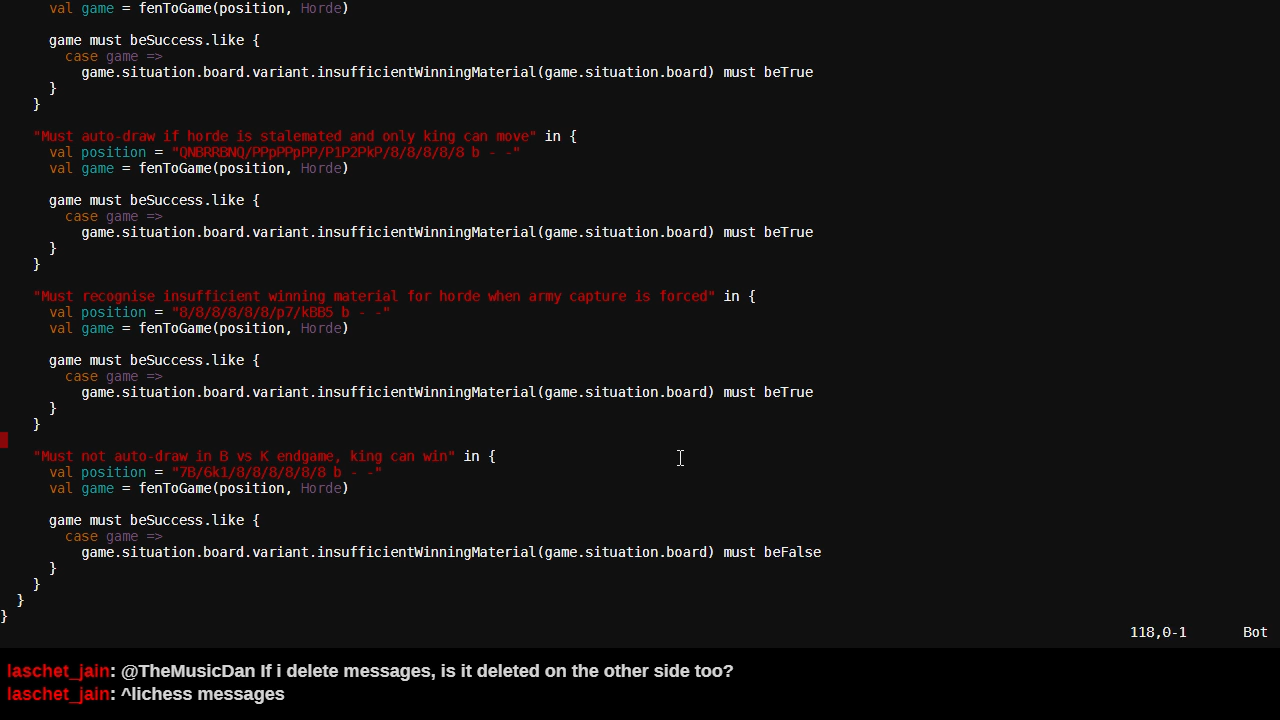 val game = fenToGame(position, Horde)
game must beSuccess.like {
case game =>
game.situation.board.variant.insufficientWinningMaterial(game.situation.board) must beTrue
}
}
"Must auto-draw if horde is stalemated and only king can move" in {
val position = "QNBRRBNQ/PPpPPpPP/P1P2PkP/8/8/8/8/8 b - -"
val game = fenToGame(position, Horde)
game must beSuccess.like {
case game =>
game.situation.board.variant.insufficientWinningMaterial(game.situation.board) must beTrue
}
}
"Must recognise insufficient winning material for horde when army capture is forced" in {
val position = "8/8/8/8/8/8/p7/kBB5 b - -"
val game = fenToGame(position, Horde)
game must beSuccess.like {
case game =>
game.situation.board.variant.insufficientWinningMaterial(game.situation.board) must beTrue
}
}
"Must not auto-draw in B vs K endgame, king can win" in {
val position = "7B/6k1/8/8/8/8/8/8 b - -"
val game = fenToGame(position, Horde)
game must beSuccess.like {
case game =>
game.situation.board.variant.insufficientWinningMaterial(game.situation.board) must beFalse
}
}
}
}
118,0-1 Bot
laschet_jain: @TheMusicDan If i delete messages, is it deleted on the other side too?
laschet_jain: ^lichess messages